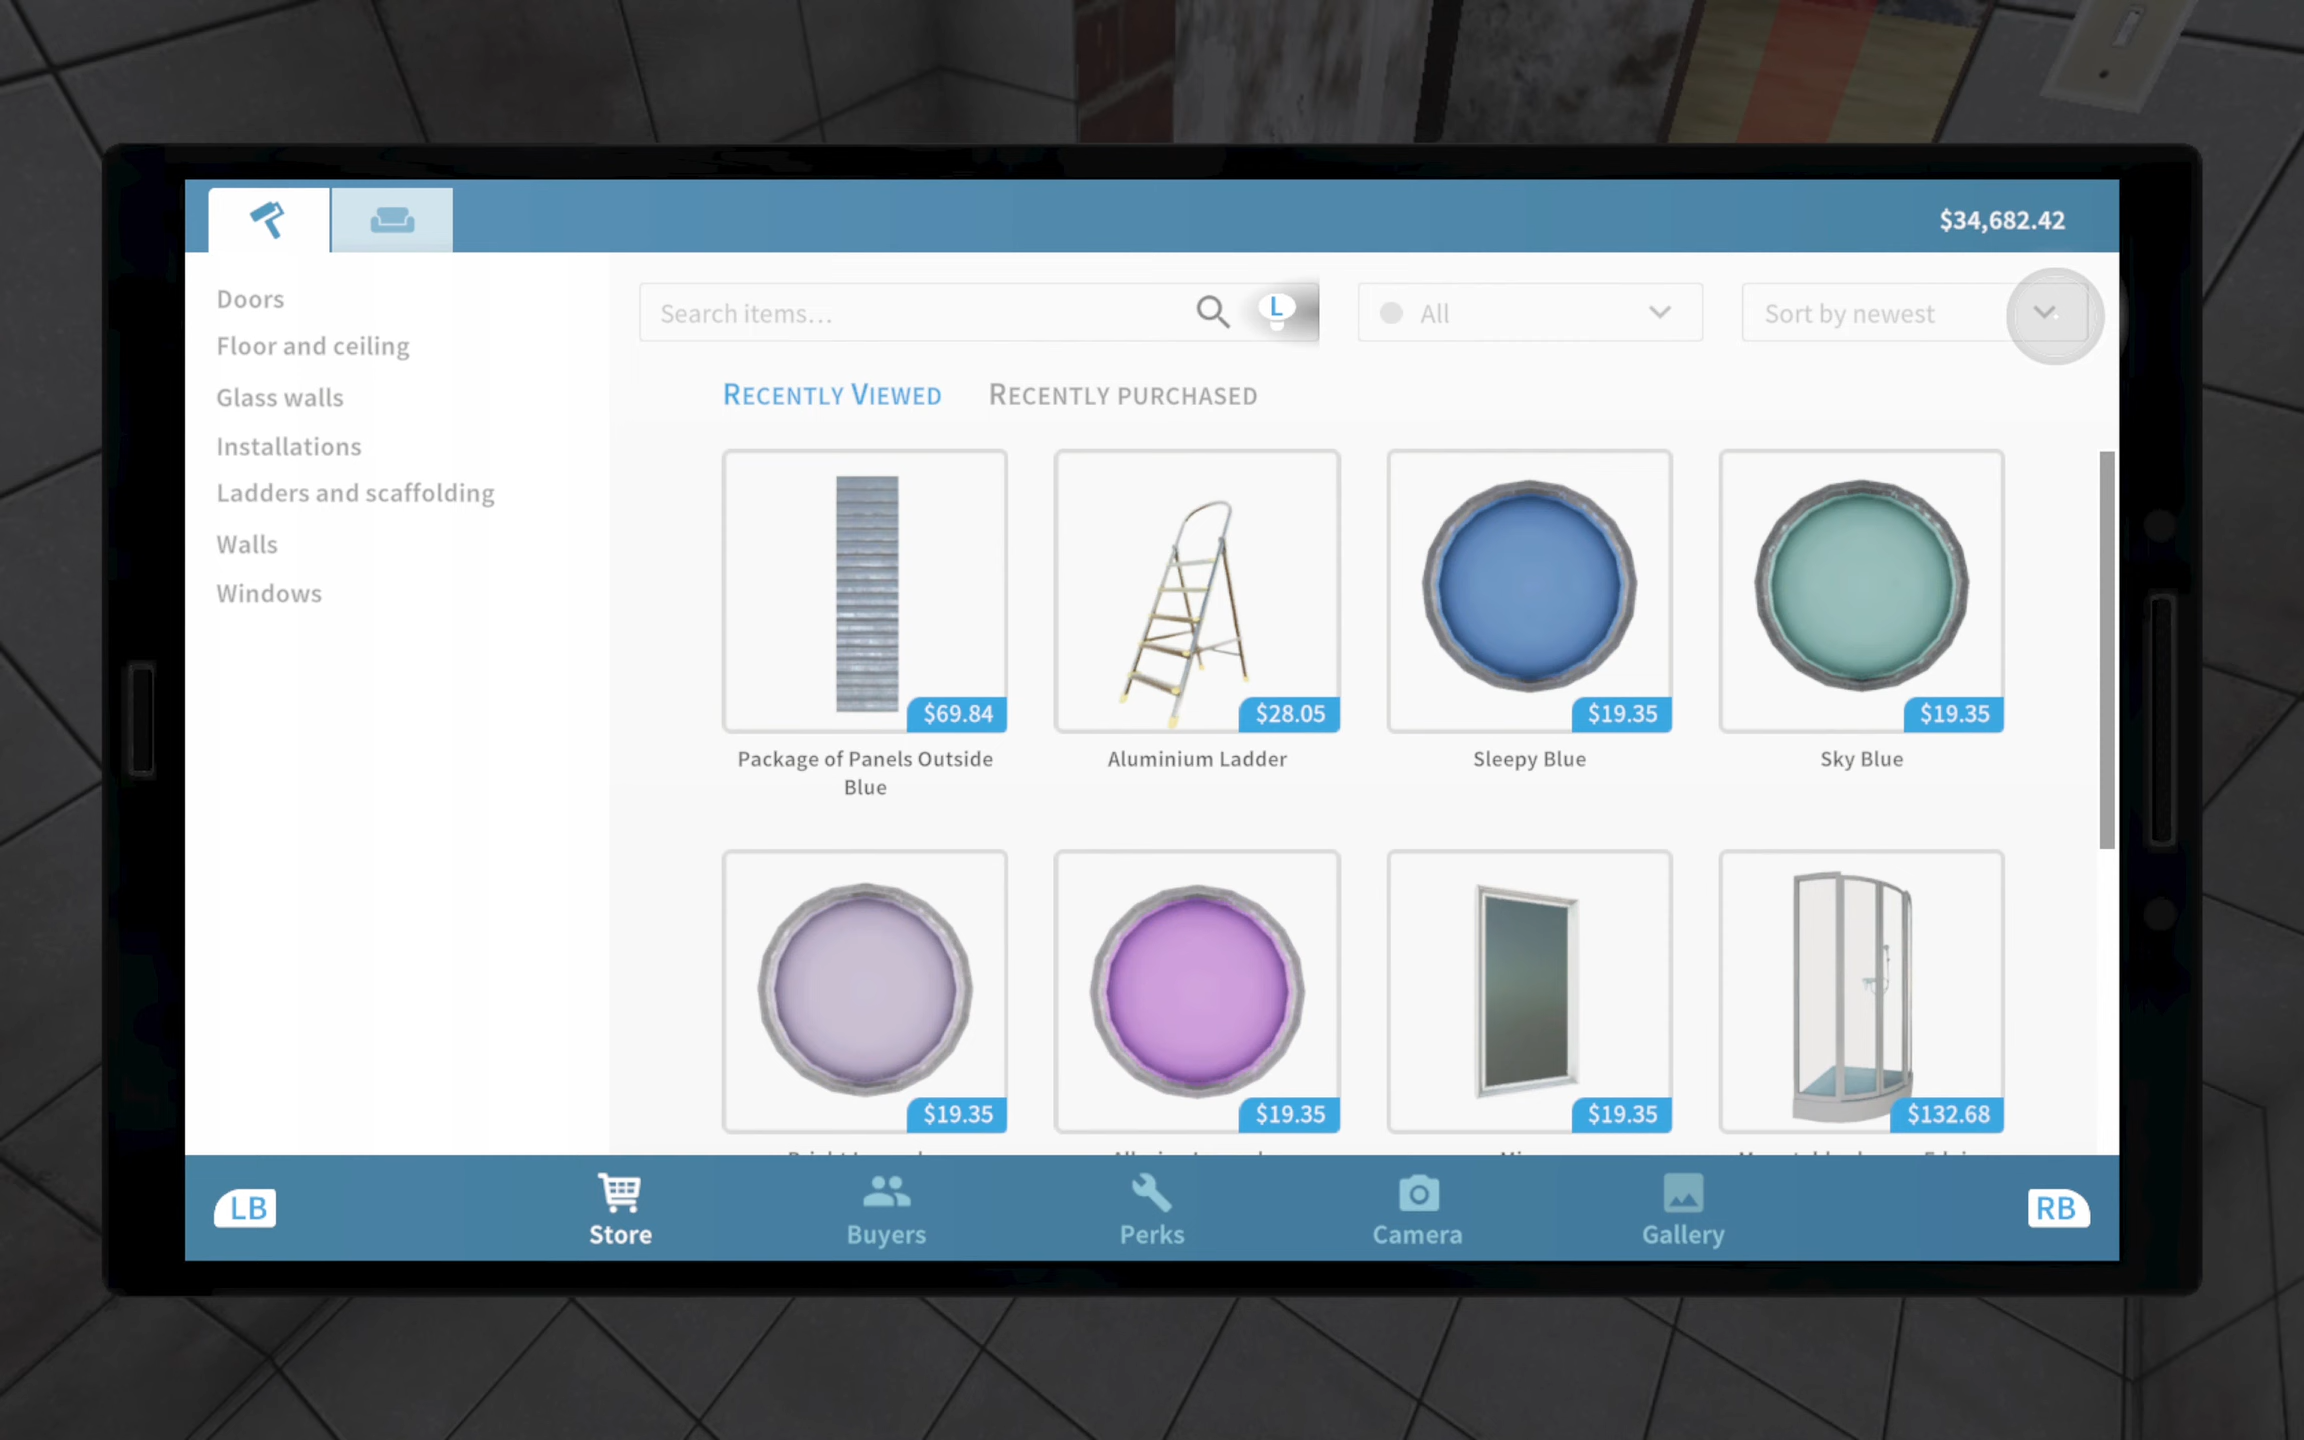 $34,682.42
Doors
Floor and ceiling
Glass walls
Installations
Ladders and scaffolding
Walls
Windows
Search items...
L
All
Sort by newest
RECENTLY VIEWED
RECENTLY PURCHASED
$69.84
Package of Panels Outside
Blue
$28.05
Aluminium Ladder
$19.35
Sleepy Blue
$19.35
Sky Blue
$19.35
$19.35
$19.35
$132.68
LB
Store
Buyers
Perks
Camera
Gallery
RB